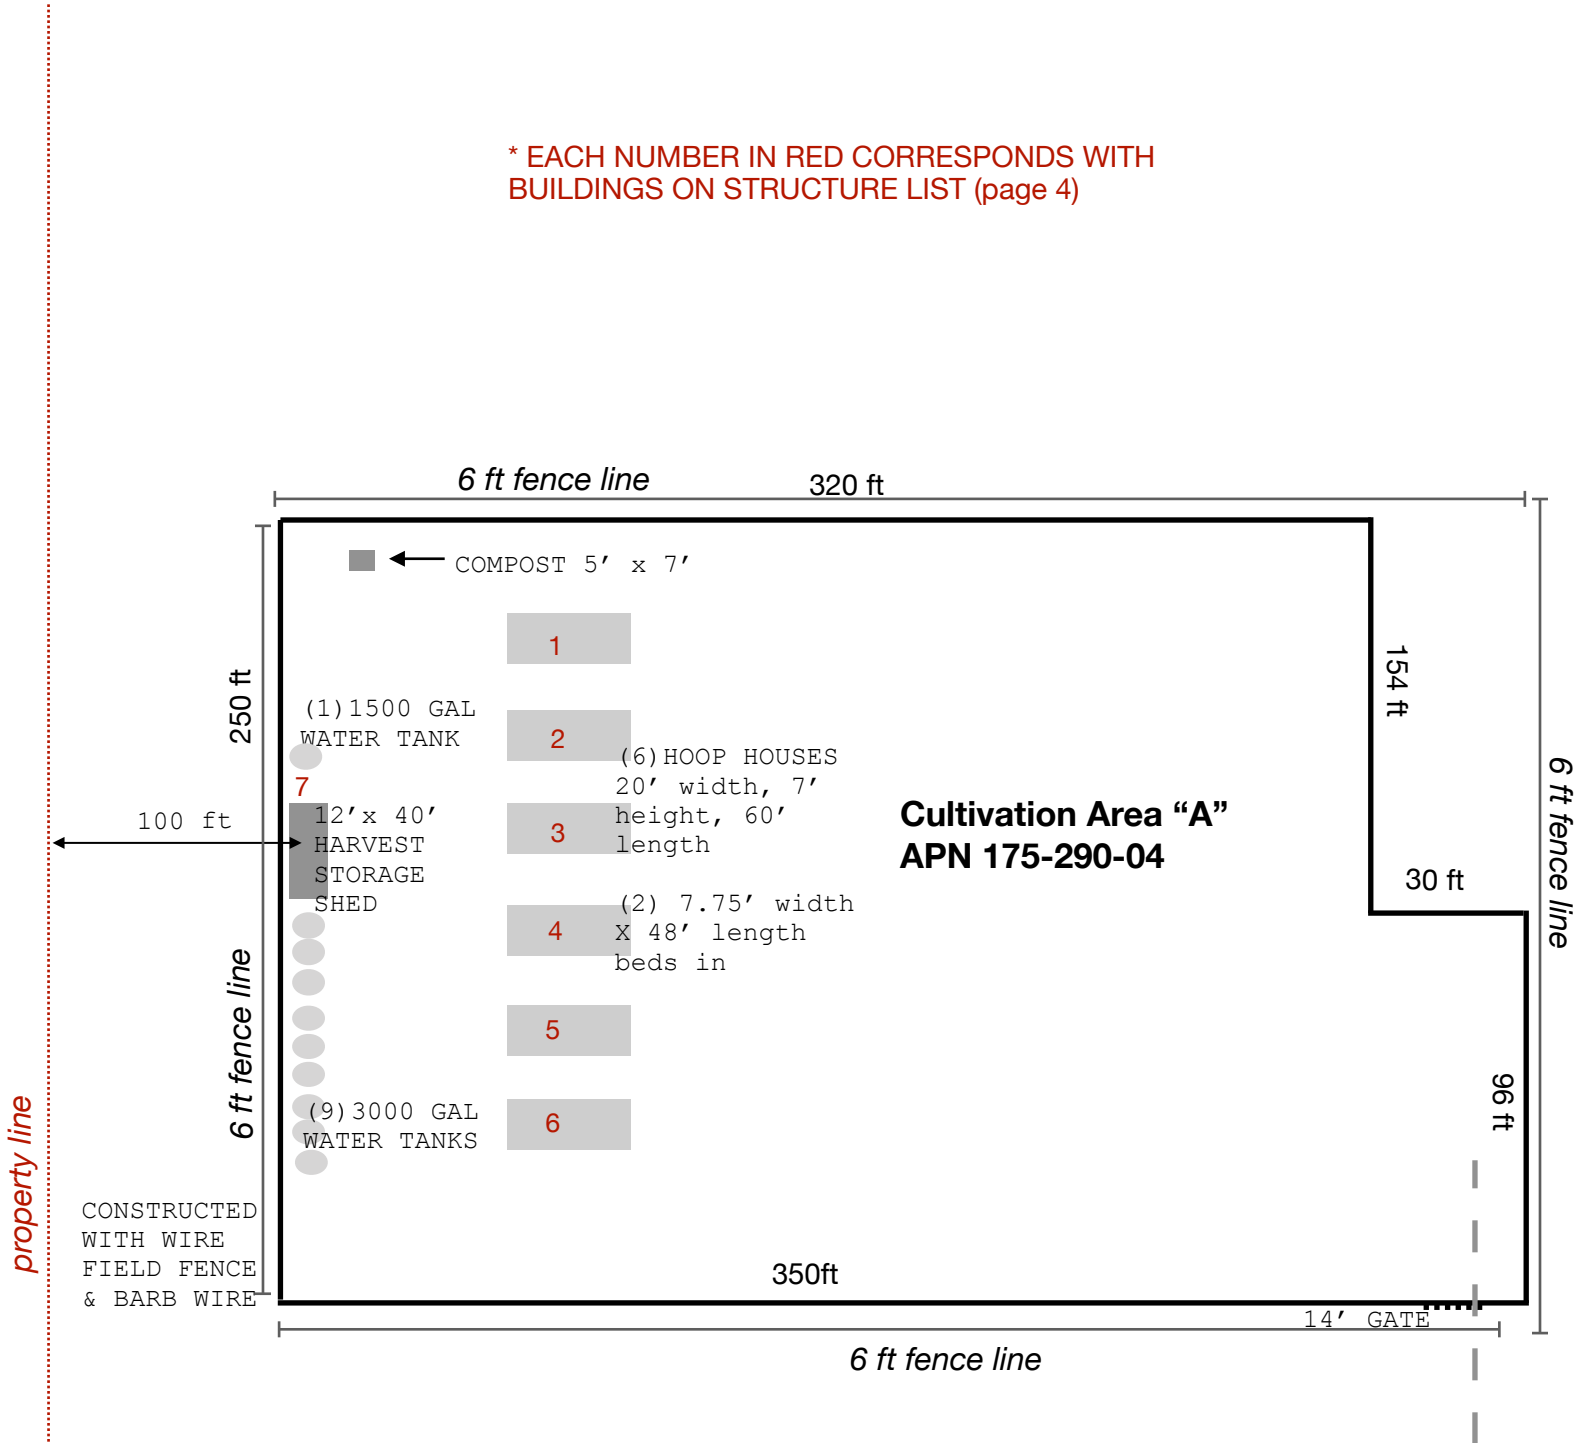 * EACH NUMBER IN RED CORRESPONDS WITH
BUILDINGS ON STRUCTURE LIST (page 4)
6 ft fence line
320 ft
COMPOST 5′ x 7′
1
154 ft
250 ft
(1)1500 GAL
WATER TANK
2
(6)HOOP HOUSES
20′ width, 7′
height, 60′
length
6 ft fence line
7
12′x 40′
HARVEST
STORAGE
SHED
100 ft
3
Cultivation Area “A”
APN 175-290-04
30 ft
4
(2) 7.75′ width
X 48′ length
beds in
6 ft fence line
5
(9)3000 GAL
WATER TANKS
6
96 ft
property line
CONSTRUCTED
WITH WIRE
FIELD FENCE
& BARB WIRE
350ft
14′ GATE
6 ft fence line